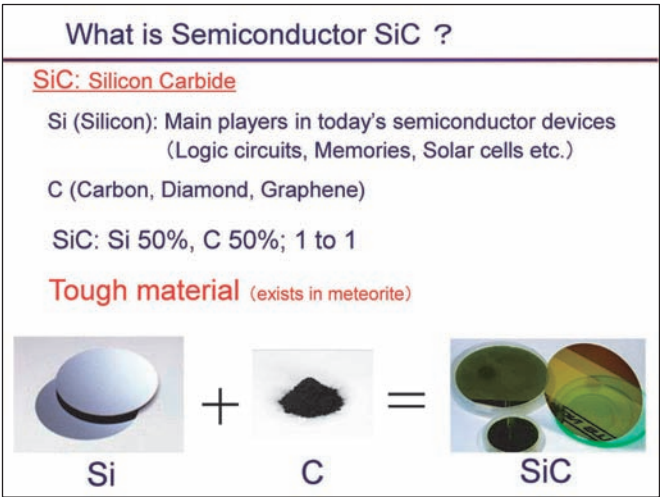 What is Semiconductor SiC ?
SiC: Silicon Carbide
Si (Silicon): Main players in today's semiconductor devices
(Logic circuits, Memories, Solar cells etc.)
C (Carbon, Diamond, Graphene)
SiC: Si 50%, C 50%; 1 to 1
Tough material (exists in meteorite)
+ =
Si C SiC